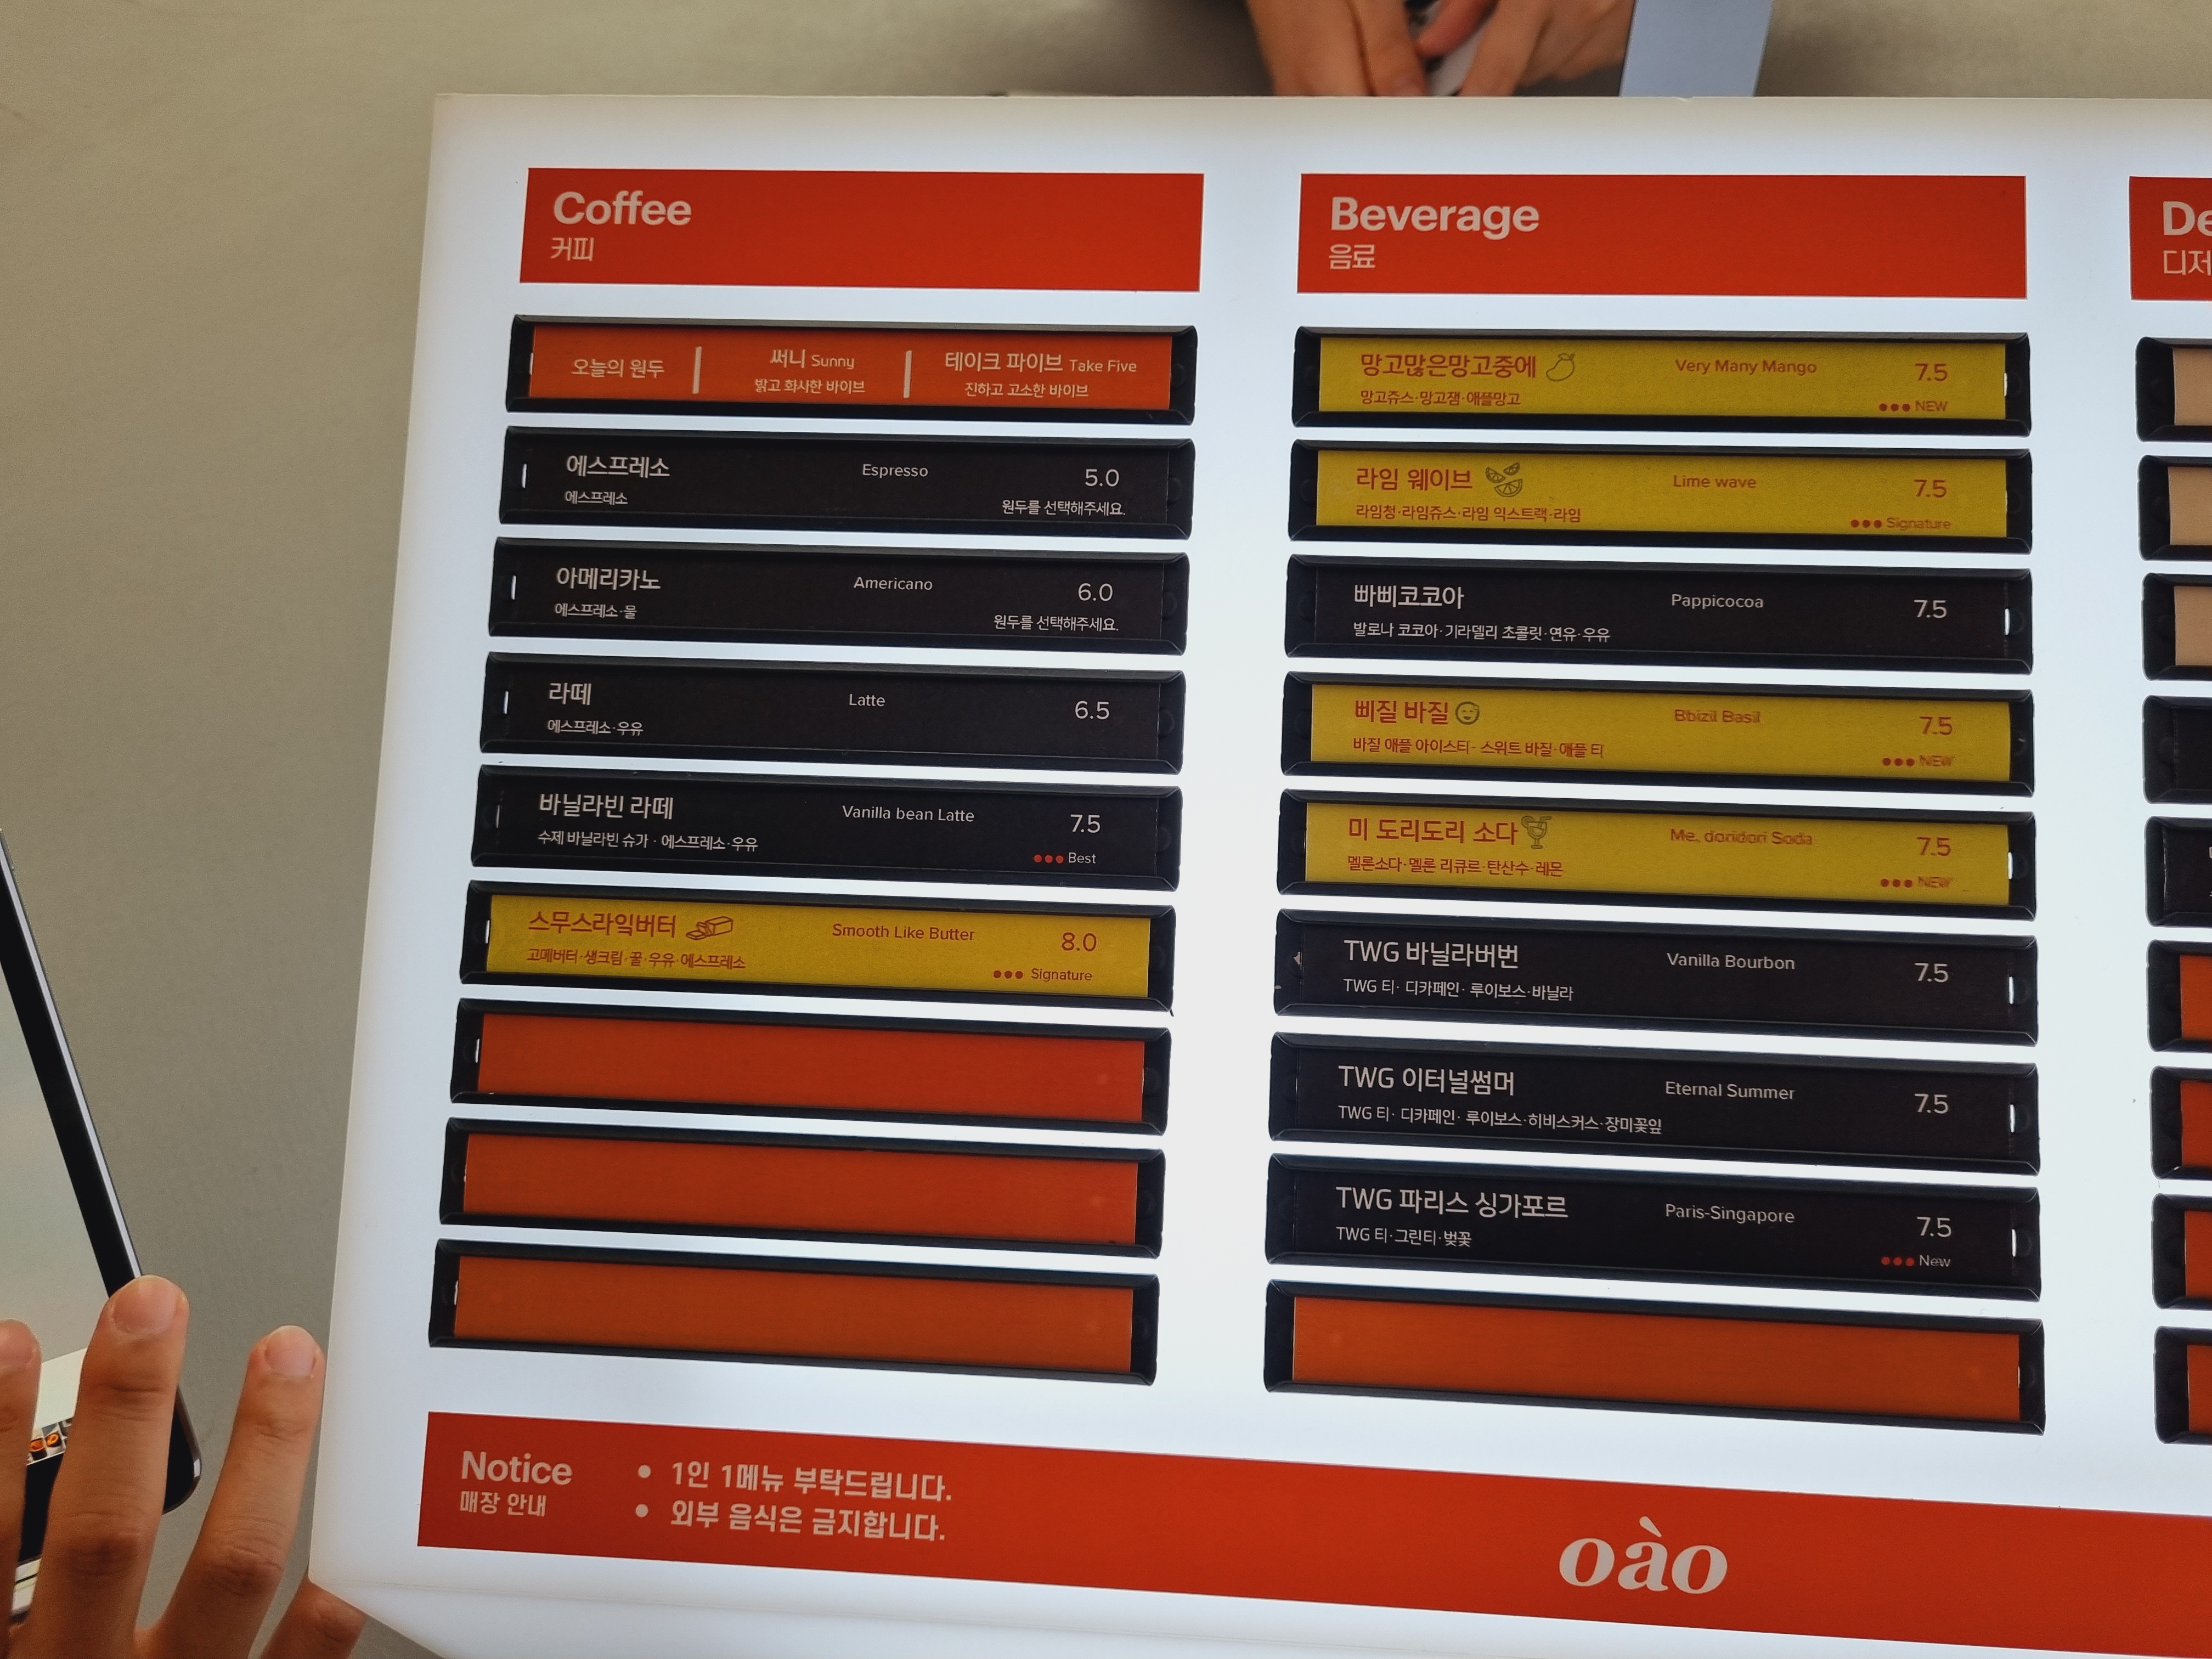 Coffee
커피
오늘의 원두
써니 Sunny
밝고 화사한 바이브
테이크 파이브 Take Five
진하고 고소한 바이브
에스프레소 Espresso 5.0
에스프레소 원두를 선택해주세요.
아메리카노 Americano 6.0
에스프레소·물 원두를 선택해주세요.
라떼 Latte 6.5
에스프레소·우유
바닐라빈 라떼 Vanilla bean Latte 7.5
수제 바닐라빈 슈가 · 에스프레소·우유 Best
스무스라잌버터 Smooth Like Butter 8.0
고메버터·생크림·꿀·우유·에스프레소 Signature
Beverage
음료
망고많은망고중에 Very Many Mango 7.5
망고쥬스·망고잼·애플망고 NEW
라임 웨이브 Lime wave 7.5
라임청·라임쥬스·라임 익스트랙·라임 Signature
빠삐코코아 Pappicocoa 7.5
발로나 코코아·기라델리 초콜릿·연유·우유
삐질 바질 Bbizil Basil 7.5
바질 애플 아이스티- 스위트 바질·애플 티 NEW
미 도리도리 소다 Me, doridori Soda 7.5
멜론소다·멜론 리큐르·탄산수·레몬 NEW
TWG 바닐라버번 Vanilla Bourbon 7.5
TWG 티· 디카페인· 루이보스·바닐라
TWG 이터널썸머 Eternal Summer 7.5
TWG 티· 디카페인· 루이보스·히비스커스·장미꽃잎
TWG 파리스 싱가포르 Paris-Singapore 7.5
TWG 티·그린티·벚꽃 New
Notice
매장 안내
• 1인 1메뉴 부탁드립니다.
• 외부 음식은 금지합니다.
oào